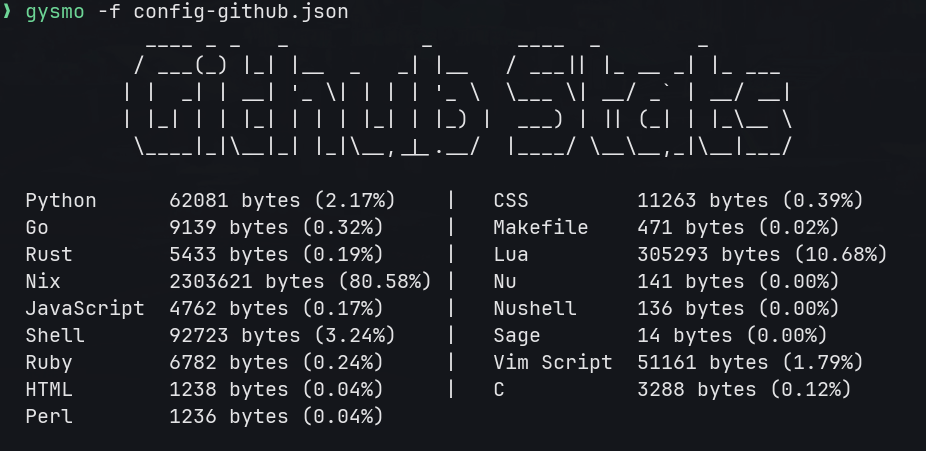 ❫ gysmo -f config-github.json
Github Stats
Python 62081 bytes (2.17%) | CSS 11263 bytes (0.39%)
Go 9139 bytes (0.32%) | Makefile 471 bytes (0.02%)
Rust 5433 bytes (0.19%) | Lua 305293 bytes (10.68%)
Nix 2303621 bytes (80.58%) | Nu 141 bytes (0.00%)
JavaScript 4762 bytes (0.17%) | Nushell 136 bytes (0.00%)
Shell 92723 bytes (3.24%) | Sage 14 bytes (0.00%)
Ruby 6782 bytes (0.24%) | Vim Script 51161 bytes (1.79%)
HTML 1238 bytes (0.04%) | C 3288 bytes (0.12%)
Perl 1236 bytes (0.04%)